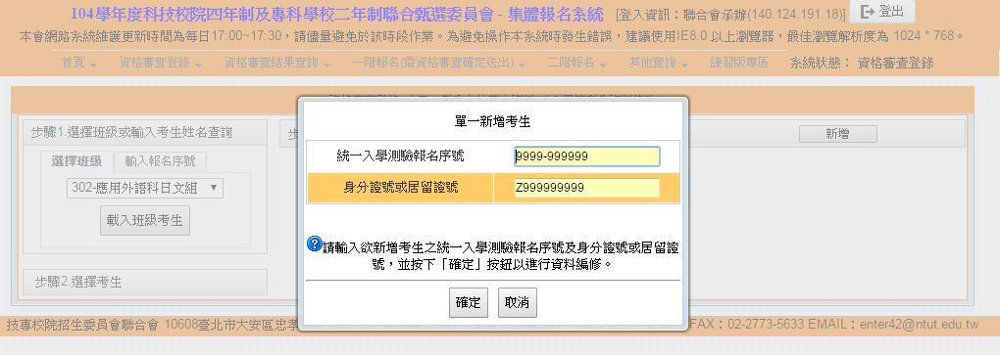 104學年度科技校院四年制及專科學校二年制聯合甄選委員會 - 集體報名系統 [登入資訊：聯合會承辦(140.124.191.18)] 登出
本會網路系統維護更新時間為每日17:00~17:30，請儘量避免於該時段作業。為避免操作本系統時發生錯誤，建議使用IE8.0 以上瀏覽器，最佳瀏覽解析度為 1024 * 768。
首頁 資格審查登錄 資格審查結果查詢 一階報名(需資格審查確定送出) 二階報名 其他查詢 練習版專區 系統狀態： 資格審查登錄
步驟1.選擇班級或輸入考生姓名查詢
選擇班級 輸入報名序號
302-應用外語科日文組
載入班級考生
步驟2.選擇考生
新增
單一新增考生
統一入學測驗報名序號 9999-999999
身分證號或居留證號 Z999999999
請輸入欲新增考生之統一入學測驗報名序號及身分證號或居留證
號，並按下「確定」按鈕以進行資料編修。
確定 取消
技專校院招生委員會聯合會 10608臺北市大安區忠孝 FAX：02-2773-5633 EMAIL：enter42@ntut.edu.tw